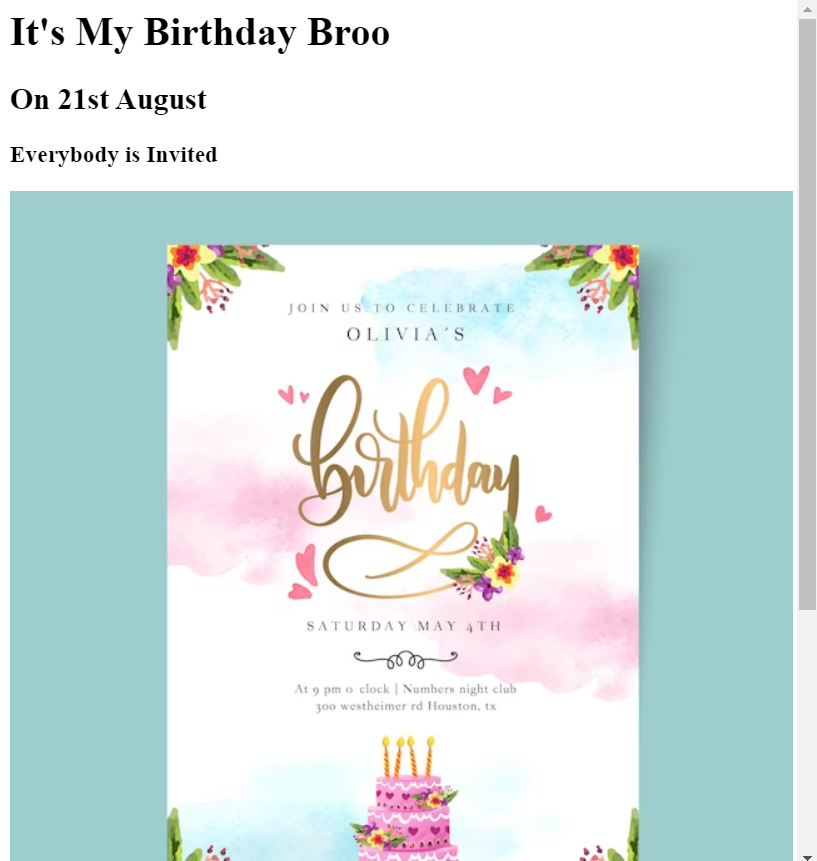 It's My Birthday Broo
On 21st August
Everybody is Invited
JOIN US TO CELEBRATE
OLIVIA´S
birthday
SATURDAY MAY 4TH
At 9 pm o clock | Numbers night club
300 westheimer rd Houston, tx